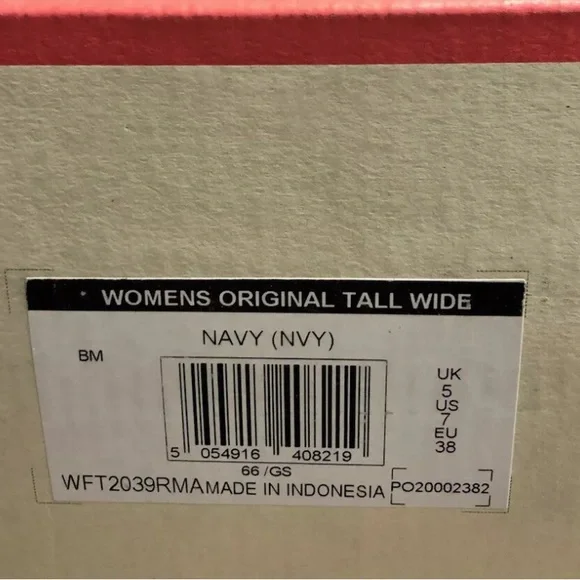 WOMENS ORIGINAL TALL WIDE
NAVY (NVY)
BM
UK
5
US
7
EU
38
5 054916 408219
66 /GS
WFT2039RMA MADE IN INDONESIA PO20002382